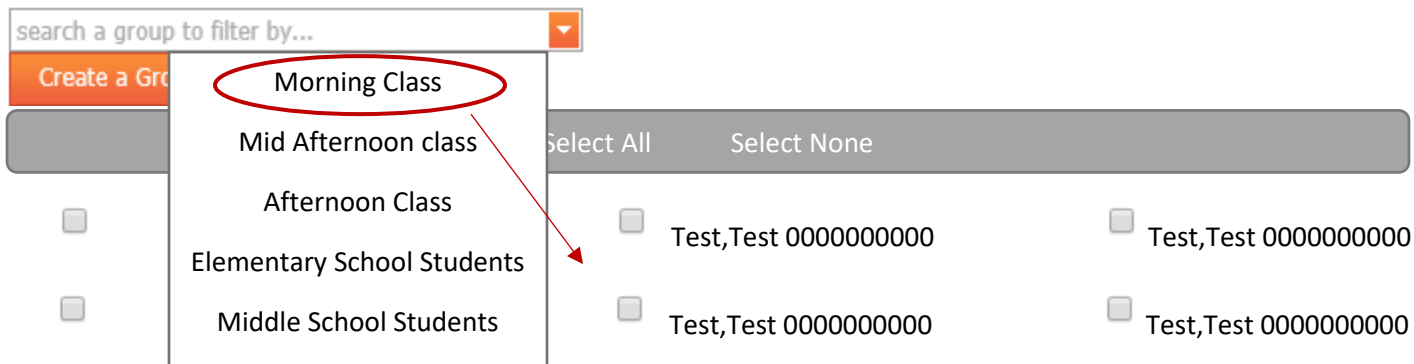 search a group to filter by...
Create a Gro
Morning Class
Mid Afternoon class
Afternoon Class
Elementary School Students
Middle School Students
Select All Select None
Test,Test 0000000000 Test,Test 0000000000
Test,Test 0000000000 Test,Test 0000000000